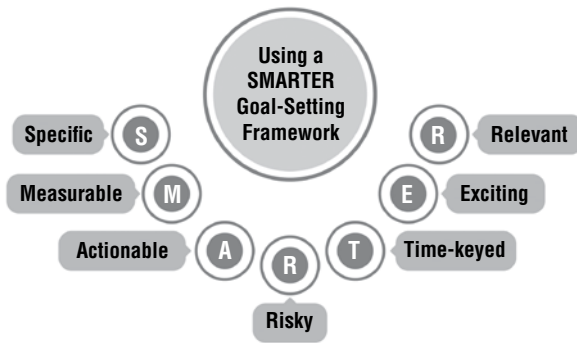 Using a
SMARTER
Goal-Setting
Framework
Specific
S
M
Measurable
A
Actionable
R
Risky
T
Time-keyed
E
Exciting
R
Relevant